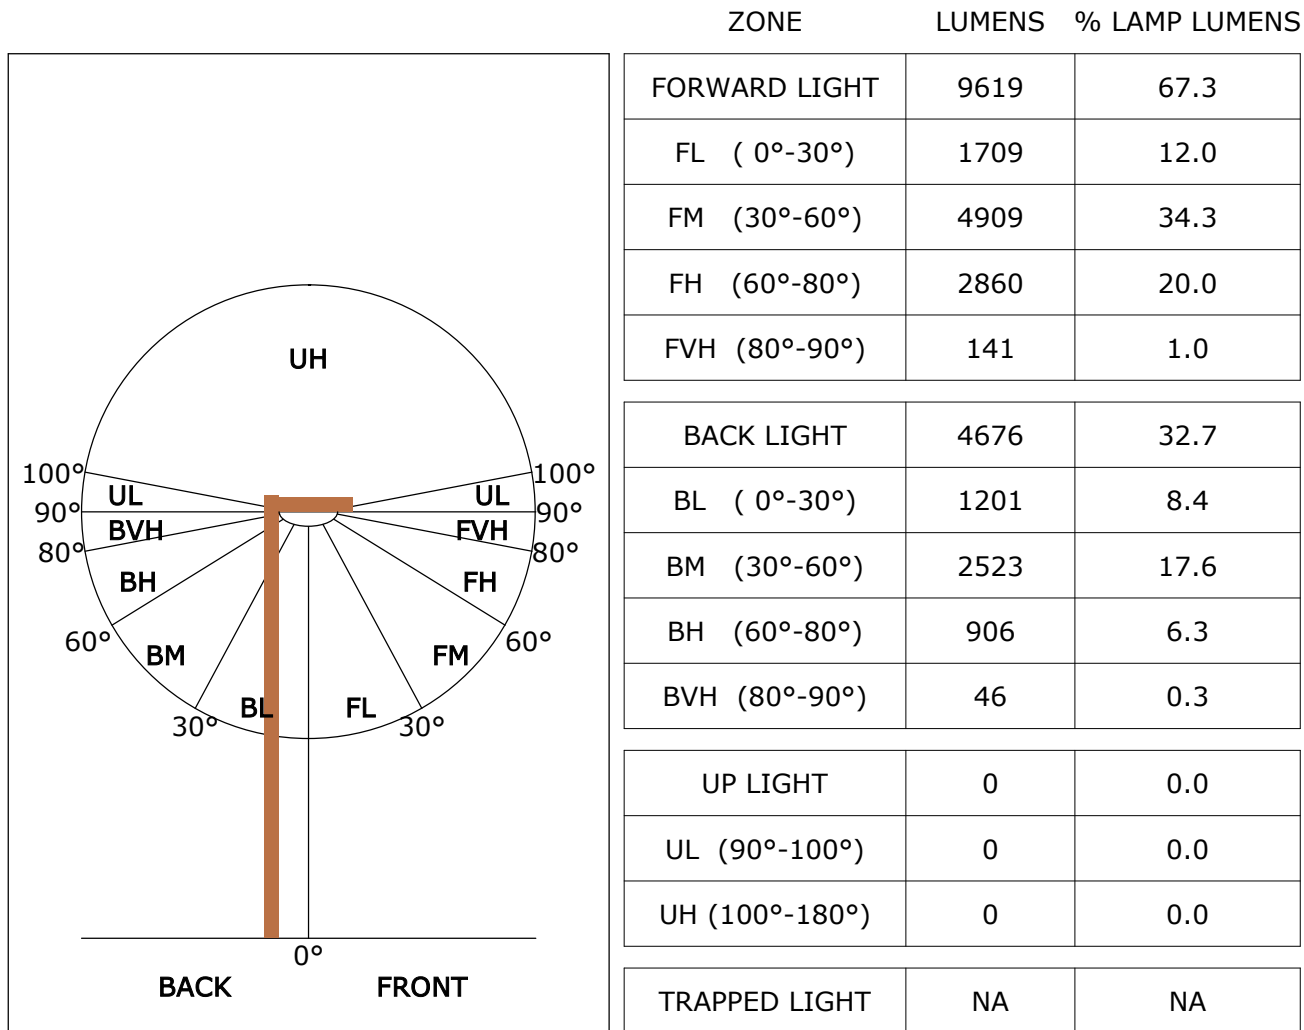 ZONE LUMENS % LAMP LUMENS
FORWARD LIGHT 9619 67.3
FL ( 0°-30°) 1709 12.0
FM (30°-60°) 4909 34.3
FH (60°-80°) 2860 20.0
FVH (80°-90°) 141 1.0
BACK LIGHT 4676 32.7
BL ( 0°-30°) 1201 8.4
BM (30°-60°) 2523 17.6
BH (60°-80°) 906 6.3
BVH (80°-90°) 46 0.3
UP LIGHT 0 0.0
UL (90°-100°) 0 0.0
UH (100°-180°) 0 0.0
TRAPPED LIGHT NA NA
UH
100° 100°
UL UL
90° 90°
BVH FVH
80° 80°
BH FH
60° 60°
BM FM
BL FL
30° 30°
0°
BACK FRONT